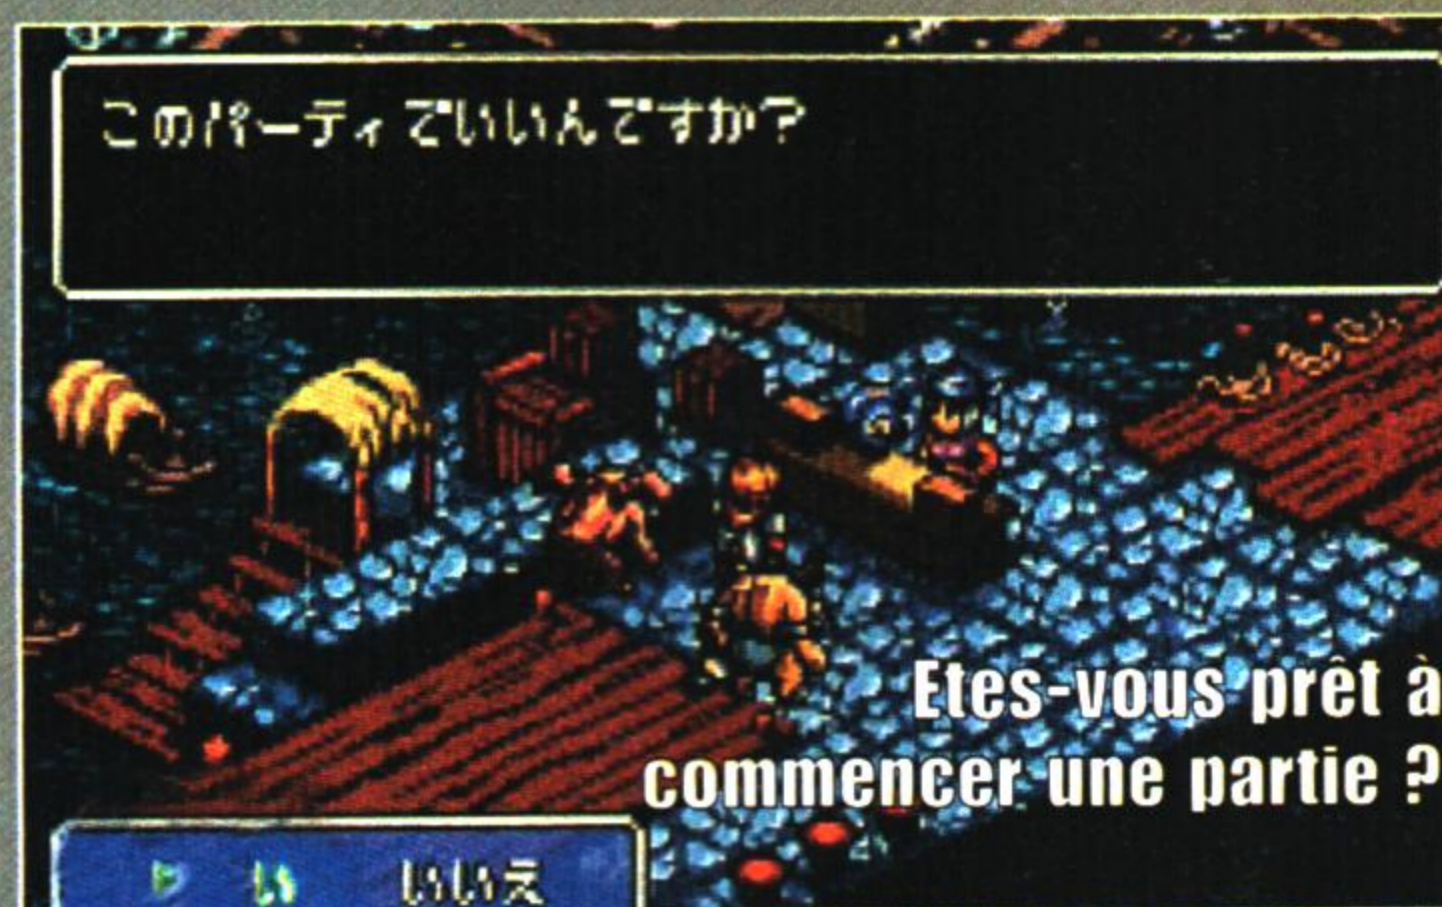 このパーティでいいんですか?
Etes-vous prêt à
commencer une partie ?
い いいえ